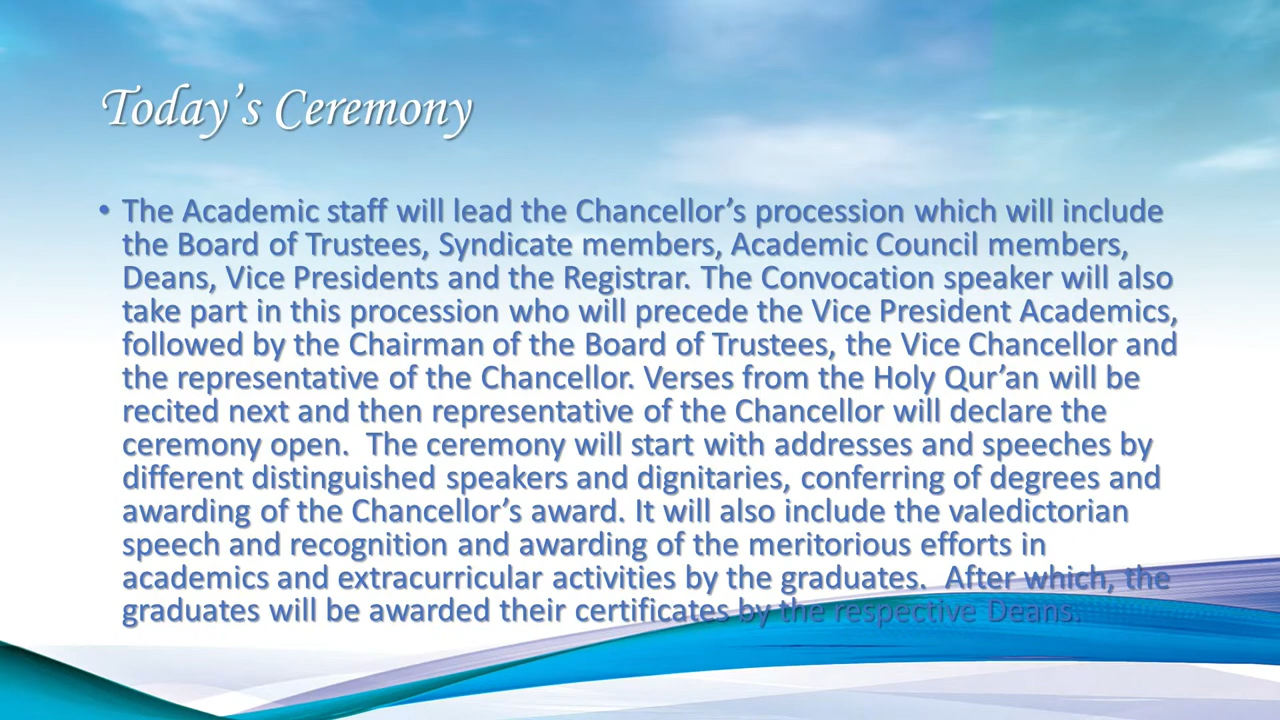 Today’s Ceremony
• The Academic staff will lead the Chancellor’s procession which will include
the Board of Trustees, Syndicate members, Academic Council members,
Deans, Vice Presidents and the Registrar. The Convocation speaker will also
take part in this procession who will precede the Vice President Academics,
followed by the Chairman of the Board of Trustees, the Vice Chancellor and
the representative of the Chancellor. Verses from the Holy Qur’an will be
recited next and then representative of the Chancellor will declare the
ceremony open.  The ceremony will start with addresses and speeches by
different distinguished speakers and dignitaries, conferring of degrees and
awarding of the Chancellor’s award. It will also include the valedictorian
speech and recognition and awarding of the meritorious efforts in
academics and extracurricular activities by the graduates.  After which, the
graduates will be awarded their certificates by the respective Deans.